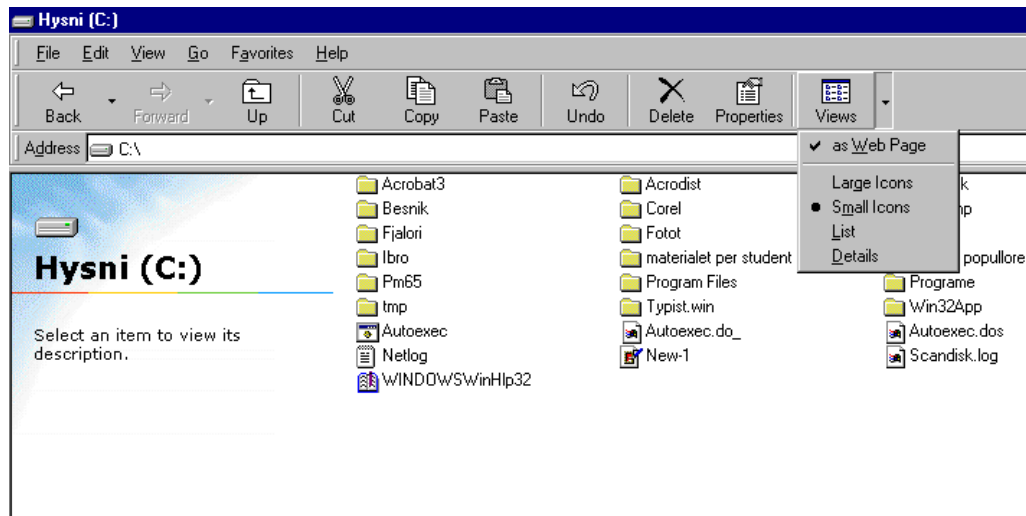 Hysni (C:)
File Edit View Go Favorites Help
Back Forward Up Cut Copy Paste Undo Delete Properties Views
Address C:\
as Web Page
Large Icons
Small Icons
List
Details
Hysni (C:)
Select an item to view its
description.
Acrobat3 Acrodist
Besnik Corel
Fjalori Fotot
Ibro materialet per student popullore
Pm65 Program Files Programe
tmp Typist.win Win32App
Autoexec Autoexec.do_ Autoexec.dos
Netlog New-1 Scandisk.log
WINDOWSWinHlp32